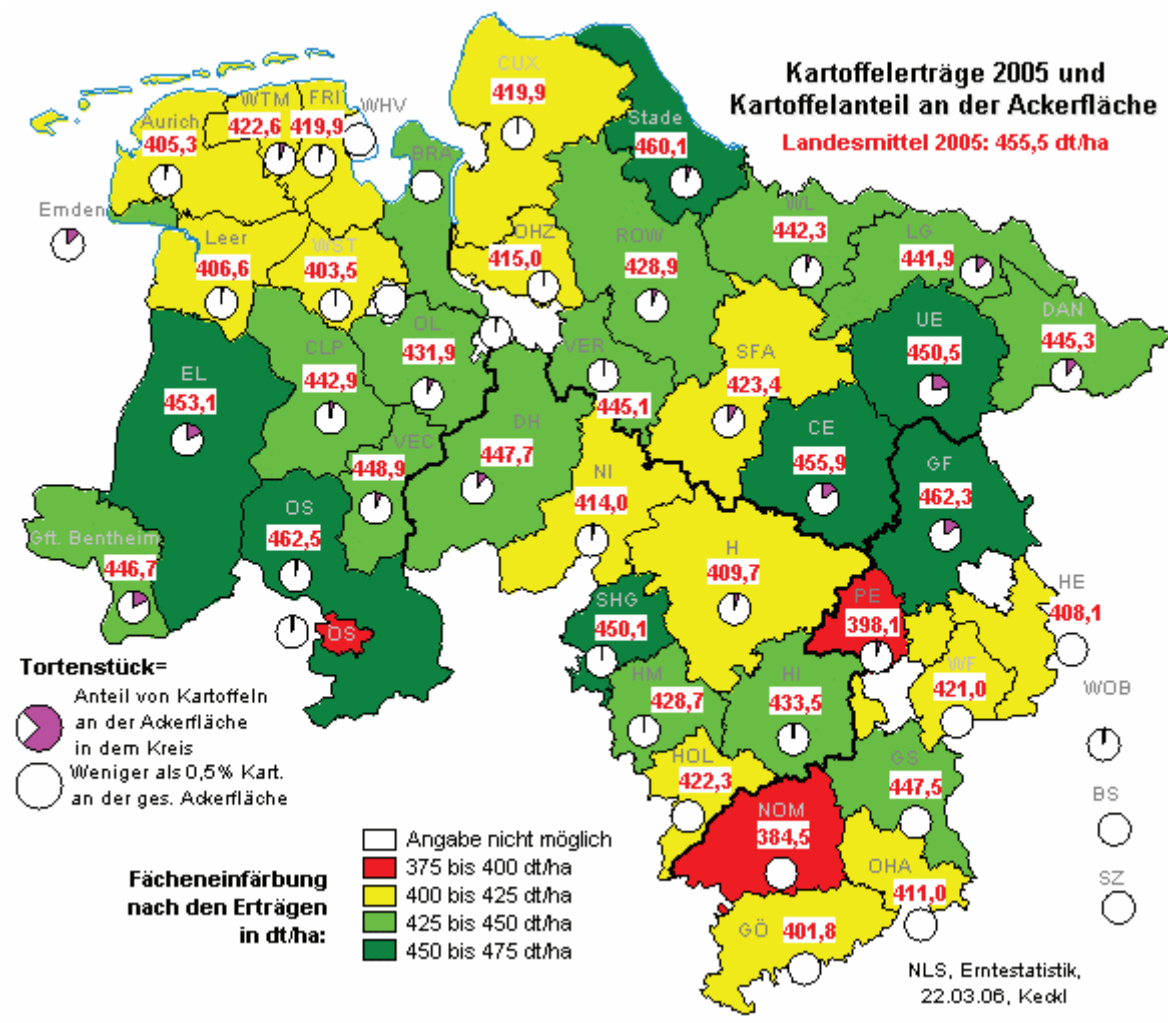 Kartoffelerträge 2005 und
Kartoffelanteil an der Ackerfläche
Landesmittel 2005: 455,5 dt/ha
CUX
419,9
WTM
422,6
FRI
419,9
WHV
Aurich
405,3
Stade
460,1
BRA
Emden
Leer
406,6
WST
403,5
OHZ
415,0
ROW
428,9
WL
442,3
LG
441,9
DAN
445,3
UE
450,5
OL
431,9
CLP
442,9
VER
445,1
SFA
423,4
EL
453,1
DH
447,7
CE
455,9
GF
462,3
VEC
448,9
NI
414,0
OS
462,5
Gft. Bentheim
446,7
H
409,7
HE
408,1
SHG
450,1
PE
398,1
OS
WF
421,0
WOB
HM
428,7
HI
433,5
HOL
422,3
GS
447,5
BS
NOM
384,5
OHA
411,0
SZ
GÖ
401,8
Tortenstück=
Anteil von Kartoffeln
an der Ackerfläche
in dem Kreis
Weniger als 0,5% Kart.
an der ges. Ackerfläche
Fächeneinfärbung
nach den Erträgen
in dt/ha:
Angabe nicht möglich
375 bis 400 dt/ha
400 bis 425 dt/ha
425 bis 450 dt/ha
450 bis 475 dt/ha
NLS, Erntestatistik,
22.03.06, Keckl